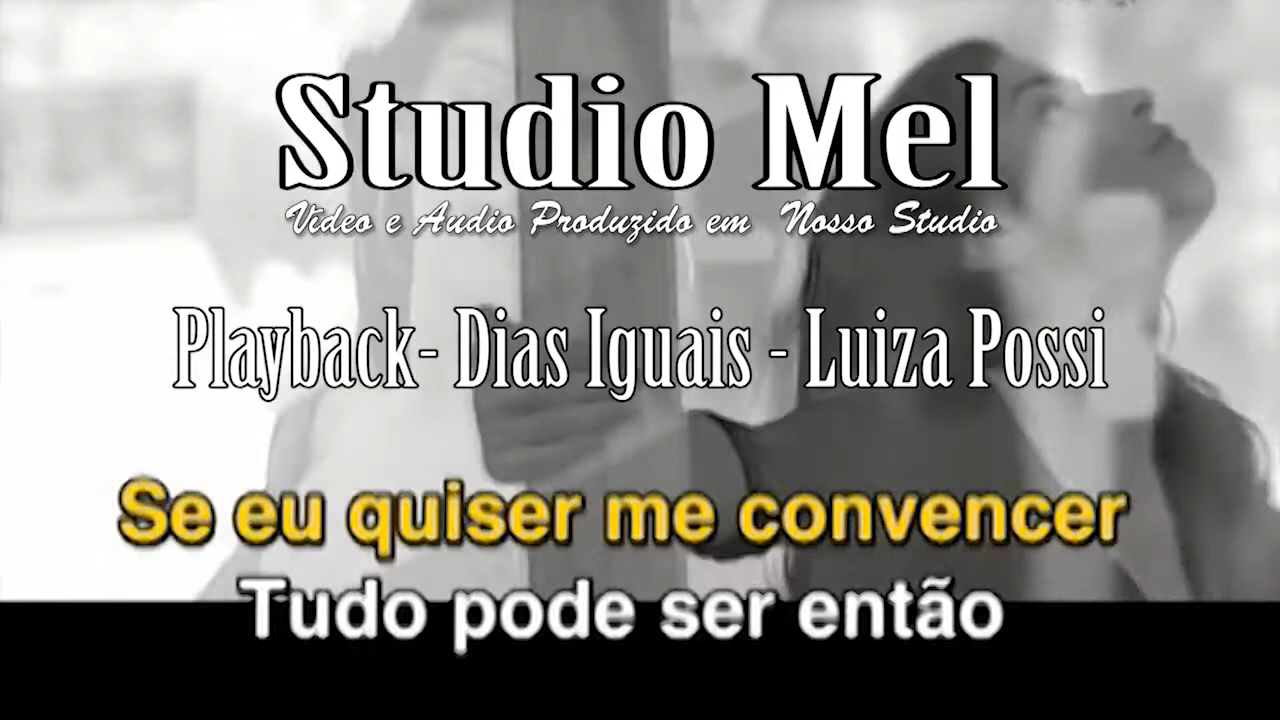 Studio Mel
Video e Audio Produzido em Nosso Studio
Playback- Dias Iguais - Luiza Possi
Se eu quiser me convencer
Tudo pode ser então